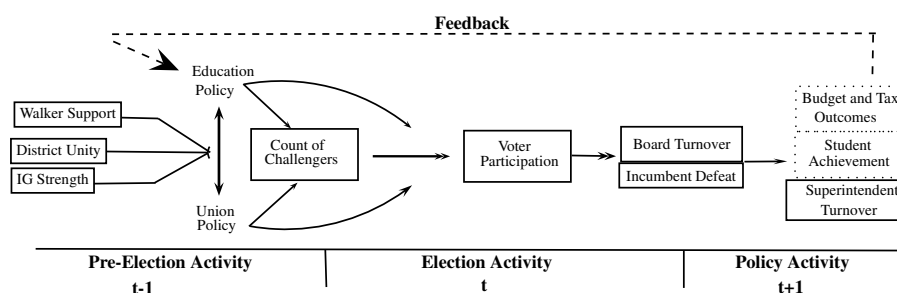 Feedback
Education
Policy
Walker Support
District Unity
IG Strength
Union
Policy
Count of
Challengers
Voter
Participation
Board Turnover
Incumbent Defeat
Budget and Tax
Outcomes
Student
Achievement
Superintendent
Turnover
Pre-Election Activity
t-1
Election Activity
t
Policy Activity
t+1